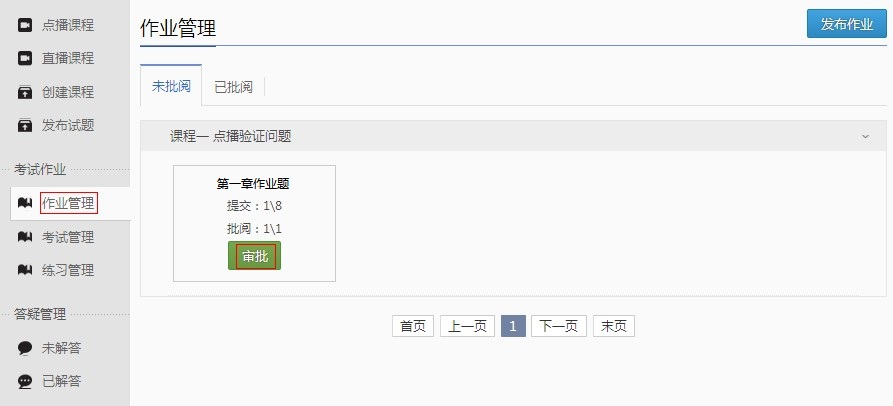 点播课程
直播课程
创建课程
发布试题
考试作业
作业管理
考试管理
练习管理
答疑管理
未解答
已解答
作业管理
发布作业
未批阅
已批阅
课程一 点播验证问题
第一章作业题
提交：1\8
批阅：1\1
审批
首页 上一页 1 下一页 末页